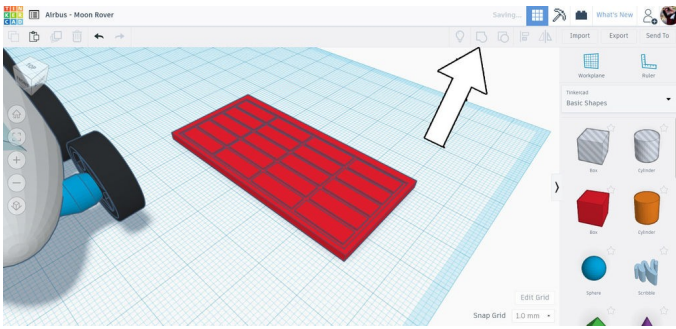 TIN
KER
CAD
Airbus - Moon Rover
Saving...
What's New
Import
Export
Send To
TOP
Workplane
Ruler
Tinkercad
Basic Shapes
Box
Cylinder
Box
Cylinder
Sphere
Scribble
Edit Grid
Snap Grid
1.0 mm